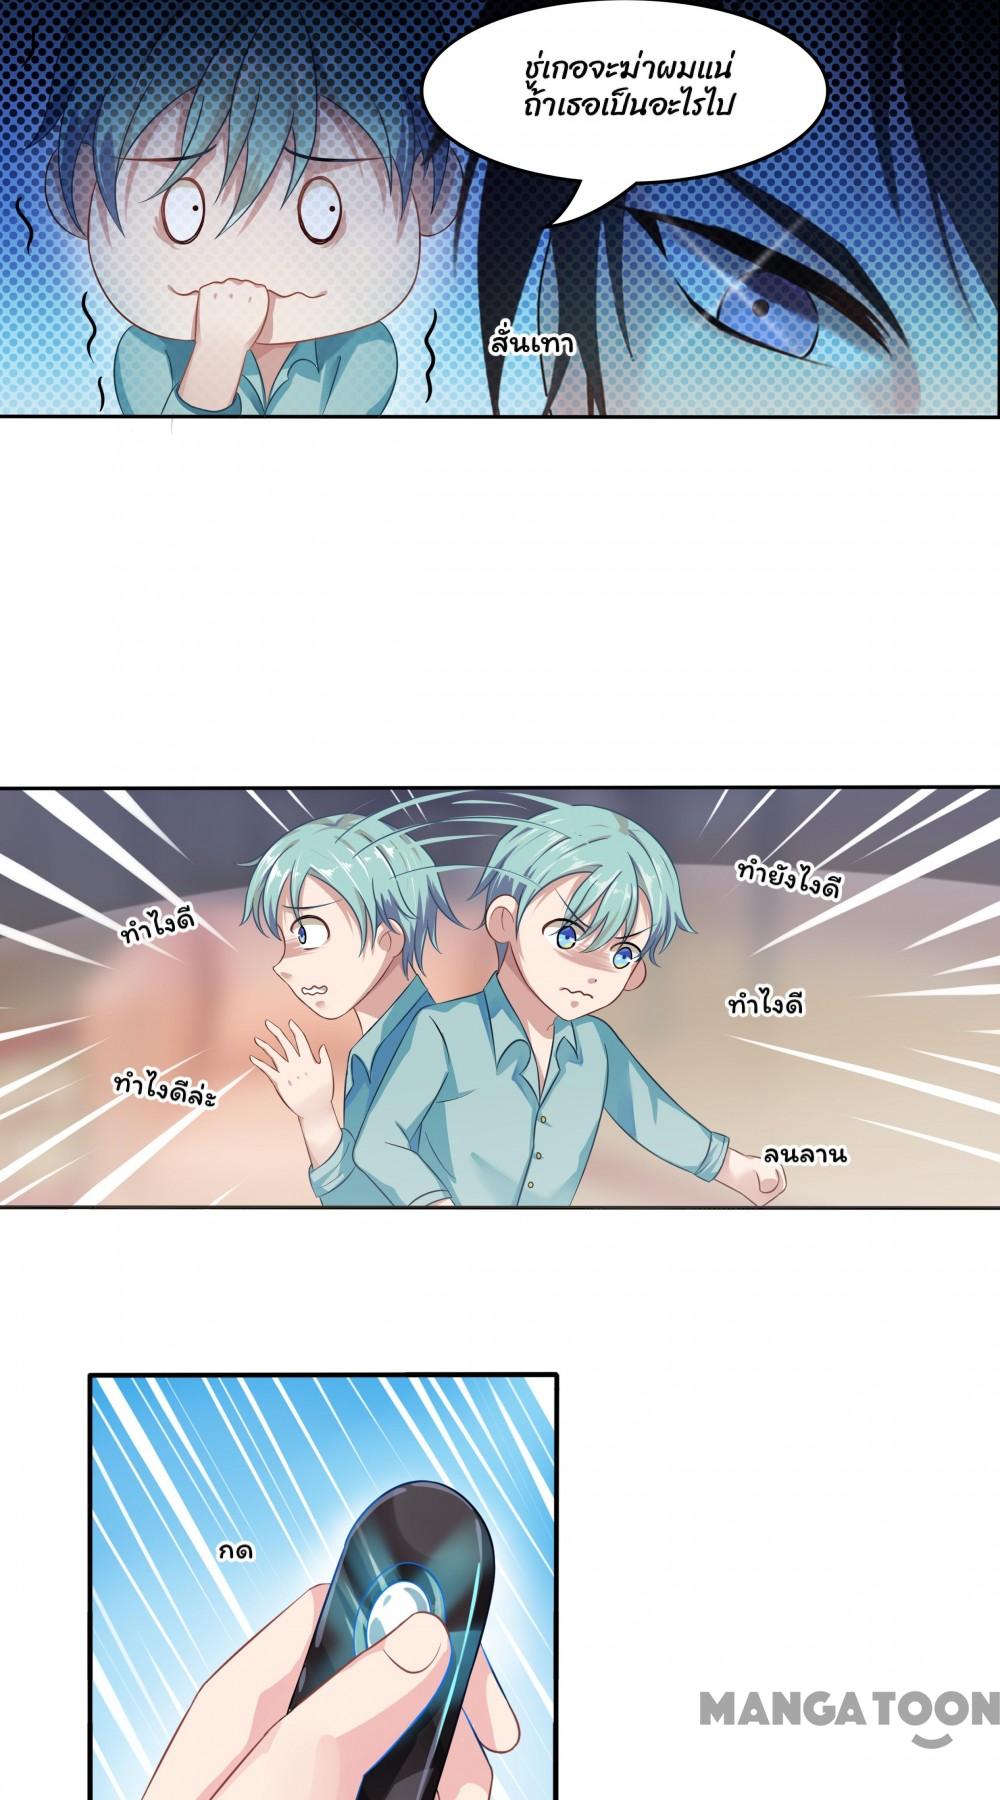 ชู่เกอจะฆ่าผมแน่
ถ้าเธอเป็นอะไรไป
สั่นเทา
ทำยังไงดี
ทำไงดี
ทำไงดี
ทำไงดีล่ะ
ลนลาน
กด
MANGATOON